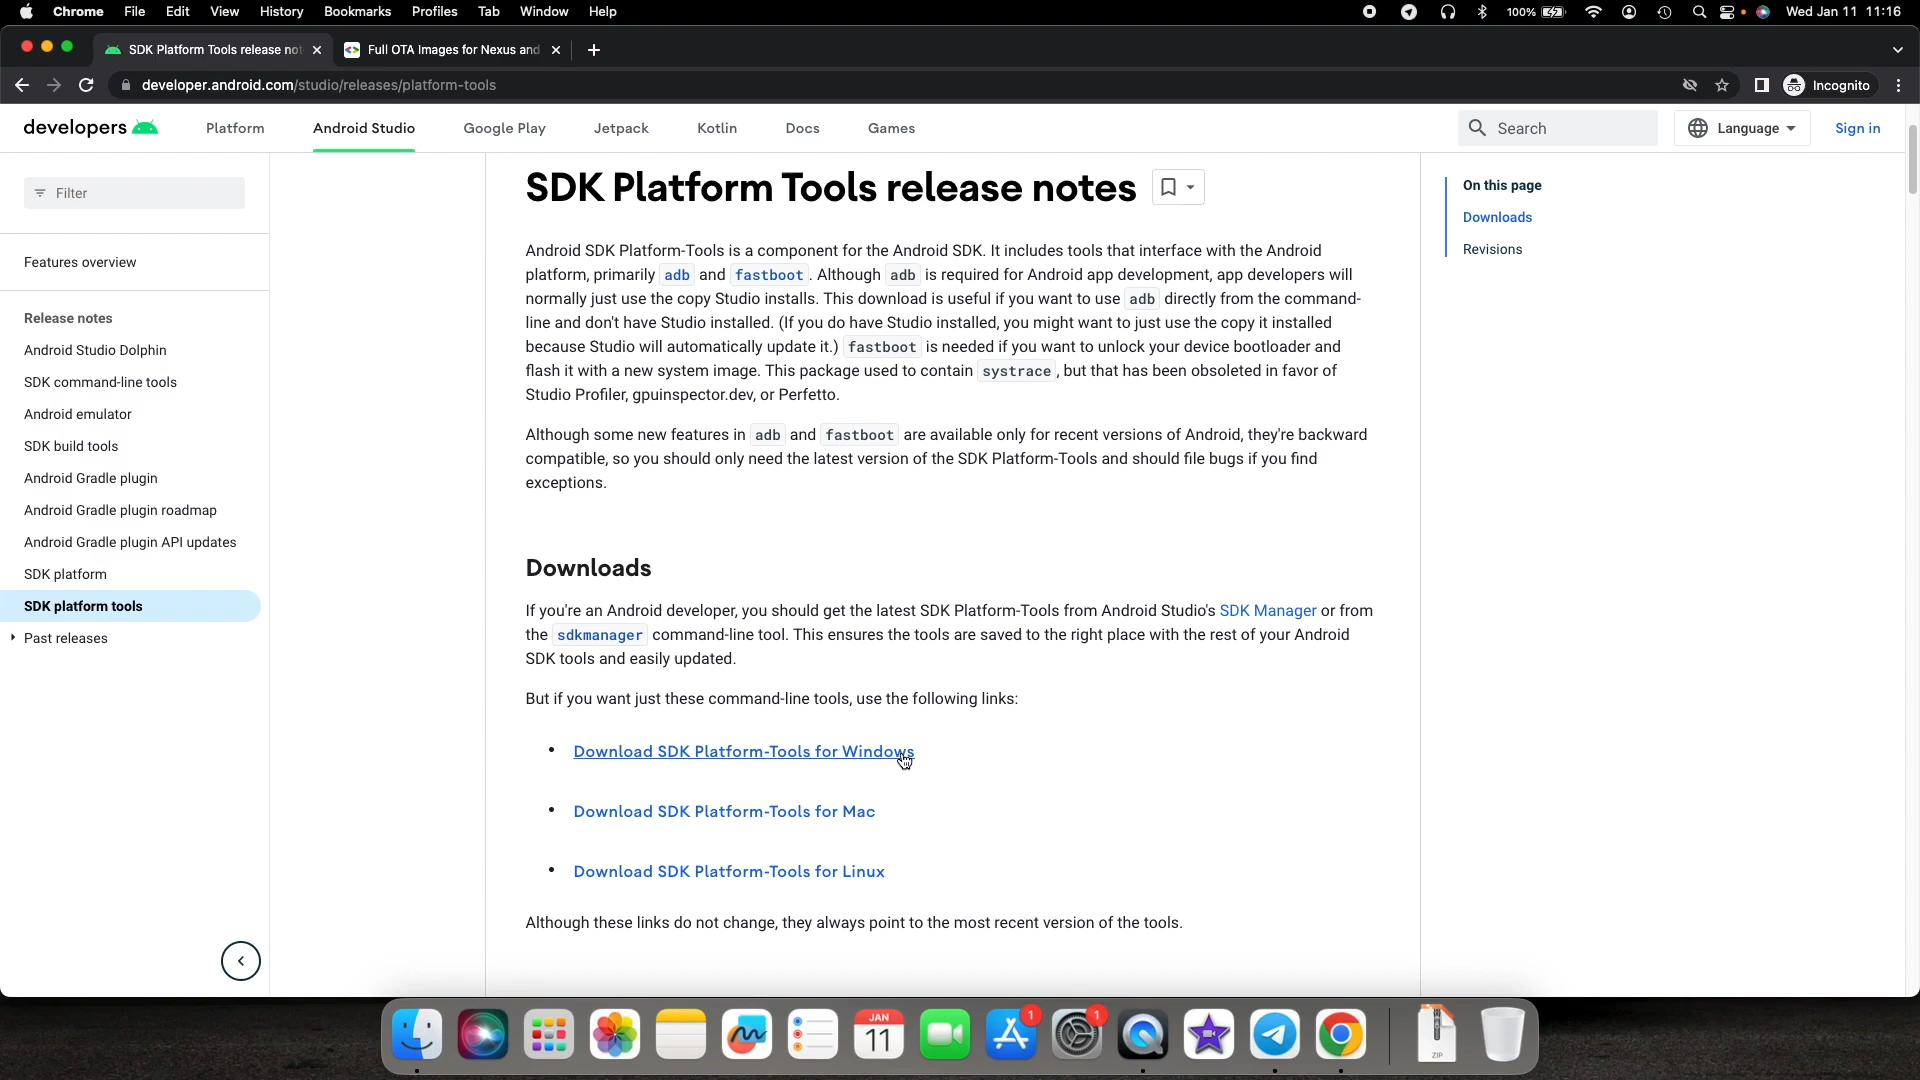 Chrome File Edit View History Bookmarks Profiles Tab Window Help 100% Wed Jan 11 11:16
SDK Platform Tools release not Full OTA Images for Nexus and
developer.android.com/studio/releases/platform-tools Incognito
developers Platform Android Studio Google Play Jetpack Kotlin Docs Games Search Language Sign in
Filter
Features overview
Release notes
Android Studio Dolphin
SDK command-line tools
Android emulator
SDK build tools
Android Gradle plugin
Android Gradle plugin roadmap
Android Gradle plugin API updates
SDK platform
SDK platform tools
Past releases
SDK Platform Tools release notes
Android SDK Platform-Tools is a component for the Android SDK. It includes tools that interface with the Android
platform, primarily adb and fastboot. Although adb is required for Android app development, app developers will
normally just use the copy Studio installs. This download is useful if you want to use adb directly from the command-
line and don't have Studio installed. (If you do have Studio installed, you might want to just use the copy it installed
because Studio will automatically update it.) fastboot is needed if you want to unlock your device bootloader and
flash it with a new system image. This package used to contain systrace, but that has been obsoleted in favor of
Studio Profiler, gpuinspector.dev, or Perfetto.
Although some new features in adb and fastboot are available only for recent versions of Android, they're backward
compatible, so you should only need the latest version of the SDK Platform-Tools and should file bugs if you find
exceptions.
Downloads
If you're an Android developer, you should get the latest SDK Platform-Tools from Android Studio's SDK Manager or from
the sdkmanager command-line tool. This ensures the tools are saved to the right place with the rest of your Android
SDK tools and easily updated.
But if you want just these command-line tools, use the following links:
• Download SDK Platform-Tools for Windows
• Download SDK Platform-Tools for Mac
• Download SDK Platform-Tools for Linux
Although these links do not change, they always point to the most recent version of the tools.
On this page
Downloads
Revisions
JAN
11
1
1
ZIP